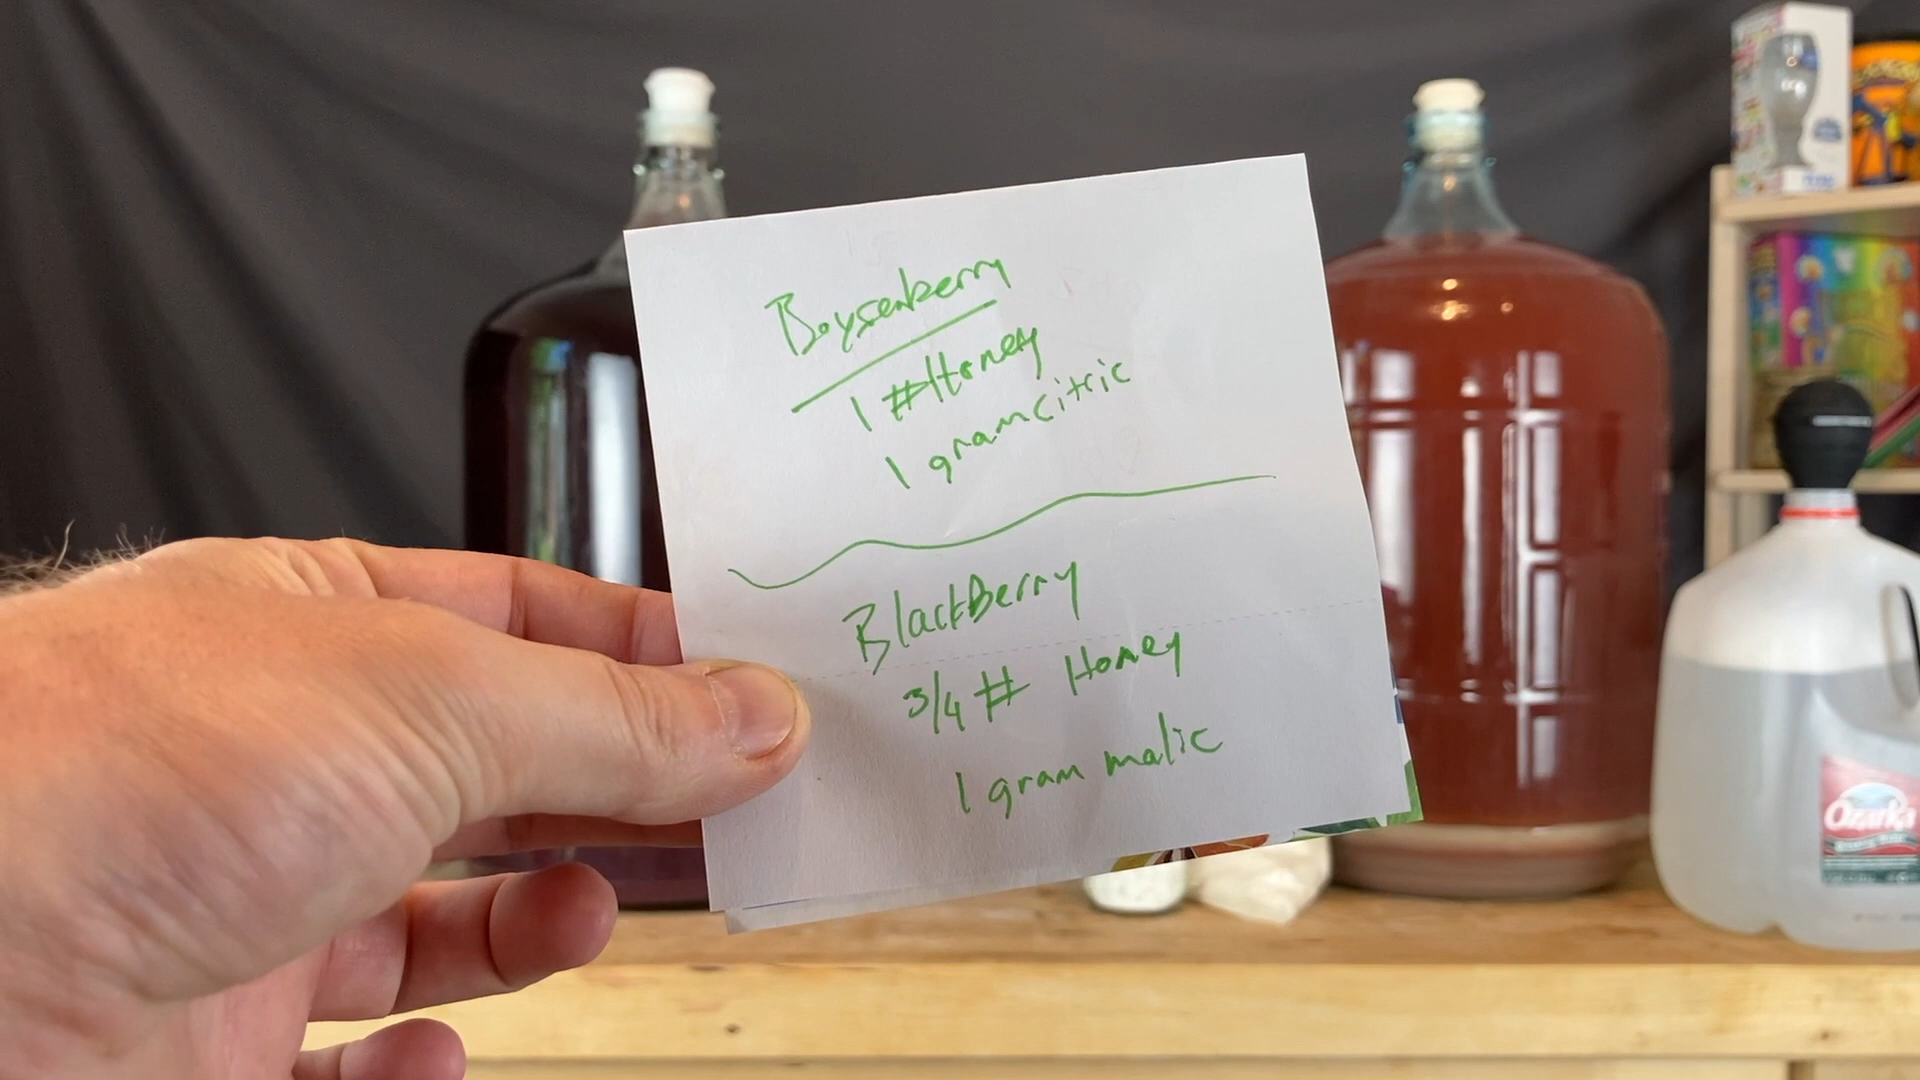 Boysenberry
1 # Honey
1 gram citric
BlackBerry
3/4 # Honey
1 gram malic
Ozarka